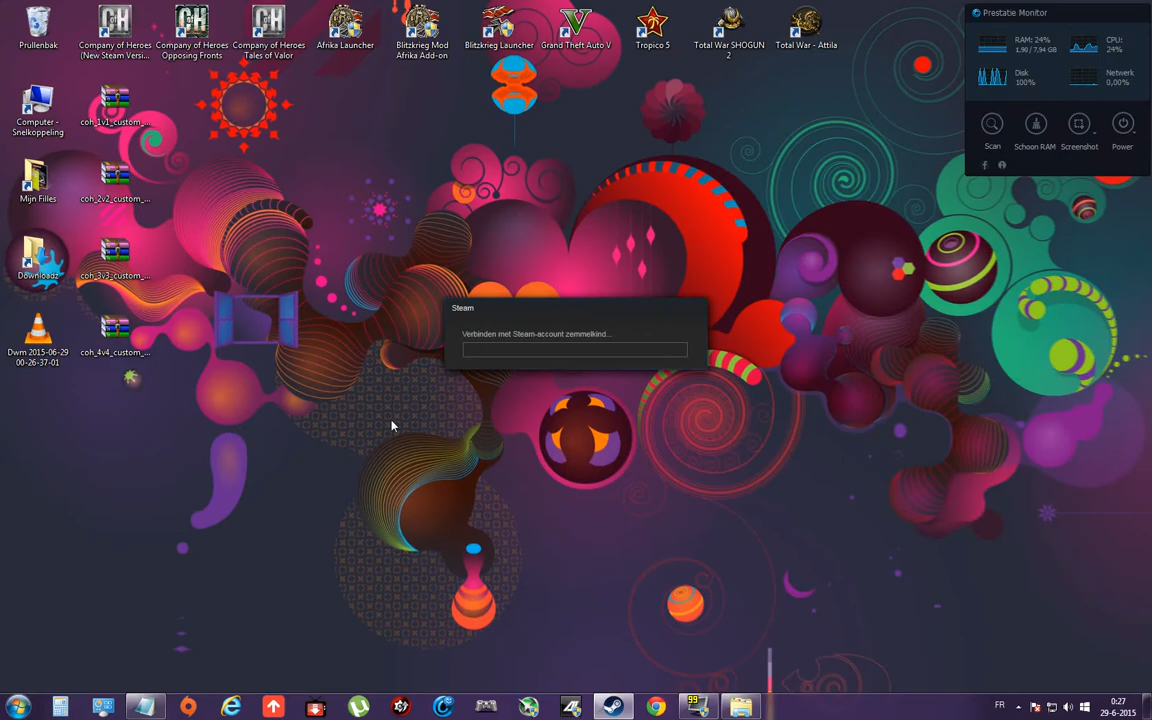 Prullenbak
Company of Heroes
(New Steam Versi...
Company of Heroes
Opposing Fronts
Company of Heroes
Tales of Valor
Afrika Launcher
Blitzkrieg Mod
Afrika Add-on
Blitzkrieg Launcher
Grand Theft Auto V
Tropico 5
Total War SHOGUN
2
Total War - Attila
Prestatie Monitor
RAM: 24%
1,90 / 7,94 GB
CPU:
24%
Disk
100%
Netwerk
0,00%
Scan
Schoon RAM
Screenshot
Power
Computer -
Snelkoppeling
coh_1v1_custom_...
Mijn Filles
coh_2v2_custom_...
Downloadz
coh_3v3_custom_...
Dwm 2015-06-29
00-26-37-01
coh_4v4_custom_...
Steam
Verbinden met Steam-account zemmelkind...
99
FR
0:27
29-6-2015